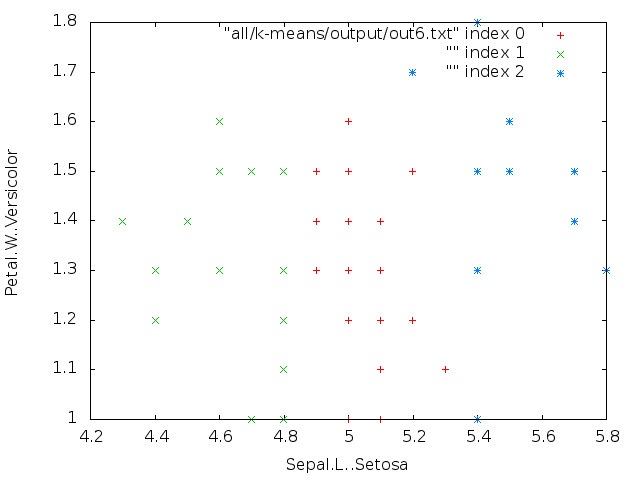 "all/k-means/output/out6.txt" index 0
"" index 1
"" index 2
1.8
1.7
1.6
1.5
1.4
1.3
1.2
1.1
1
Petal.W..Versicolor
4.2 4.4 4.6 4.8 5 5.2 5.4 5.6 5.8
Sepal.L..Setosa